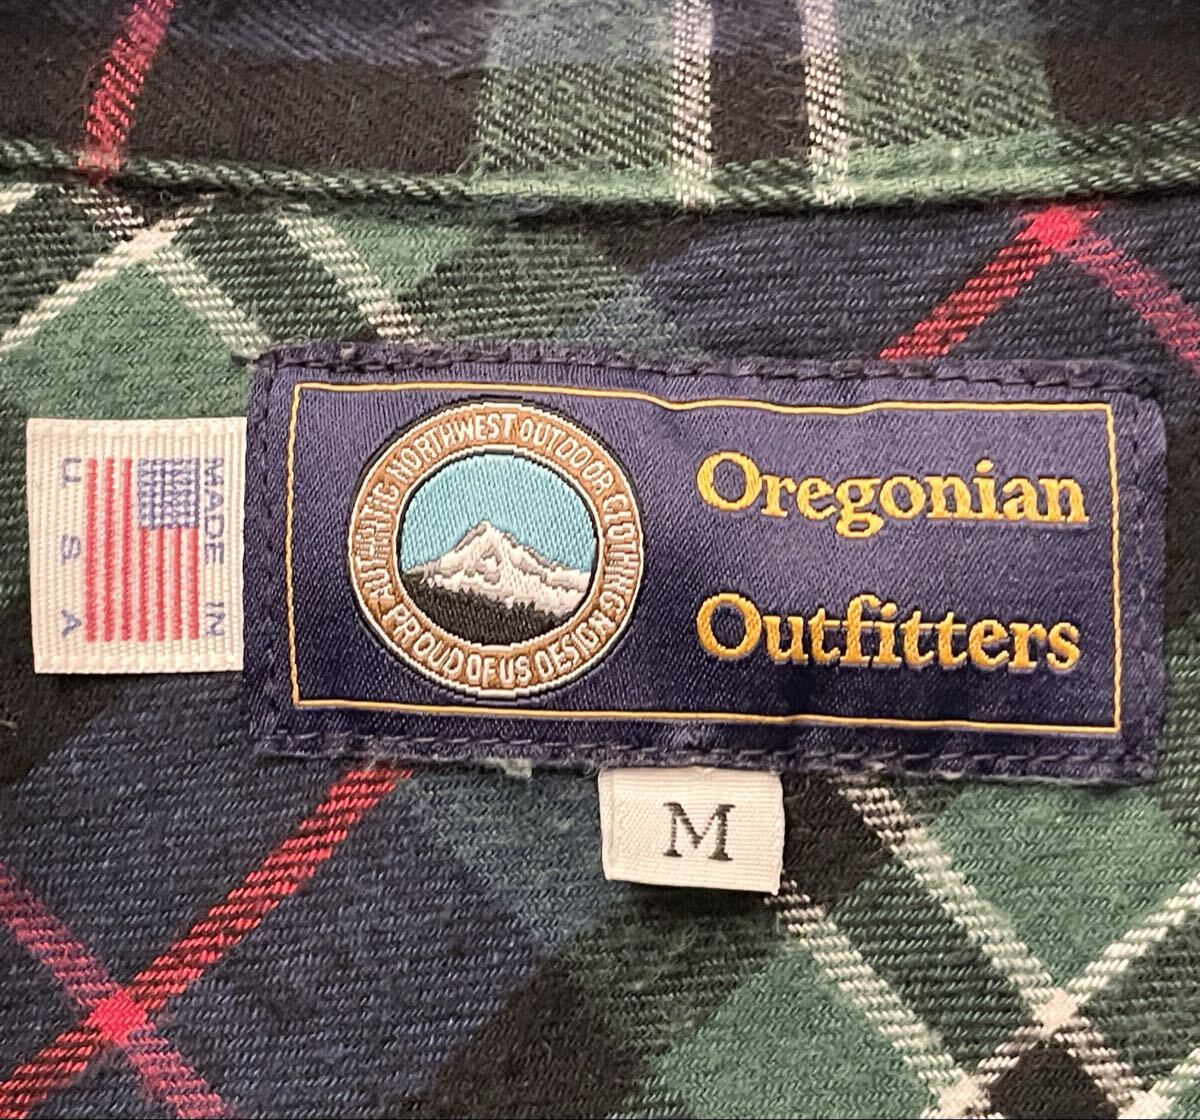 MADE IN
U S A
AUTHENTIC NORTHWEST OUTDOOR CLOTHING
PROUD OF US DESIGN
Oregonian
Outfitters
M